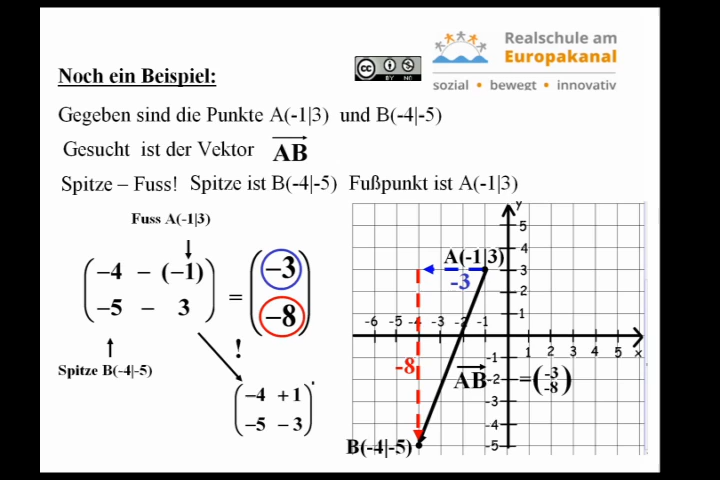 Realschule am
Europakanal
sozial • bewegt • innovativ
cc BY NC
Noch ein Beispiel:
Gegeben sind die Punkte A(-1|3) und B(-4|-5)
Gesucht ist der Vektor AB
Spitze – Fuss! Spitze ist B(-4|-5) Fußpunkt ist A(-1|3)
Fuss A(-1|3)
−4 − (−1)
−5 − 3
=
−3
−8
Spitze B(-4|-5)
!
−4 +1
−5 −3
y
5
4
3
2
1
-6 -5 -4 -3 -2 -1
1 2 3 4 5 x
-1
-2
-3
-4
-5
A(-1|3)
-3
-8
AB = (-3 -8)
B(-4|-5)